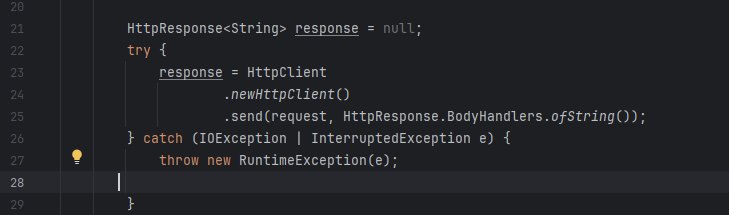 20
21 HttpResponse<String> response = null;
22 try {
23 response = HttpClient
24 .newHttpClient()
25 .send(request, HttpResponse.BodyHandlers.ofString());
26 } catch (IOException | InterruptedException e) {
27 throw new RuntimeException(e);
28
29 }